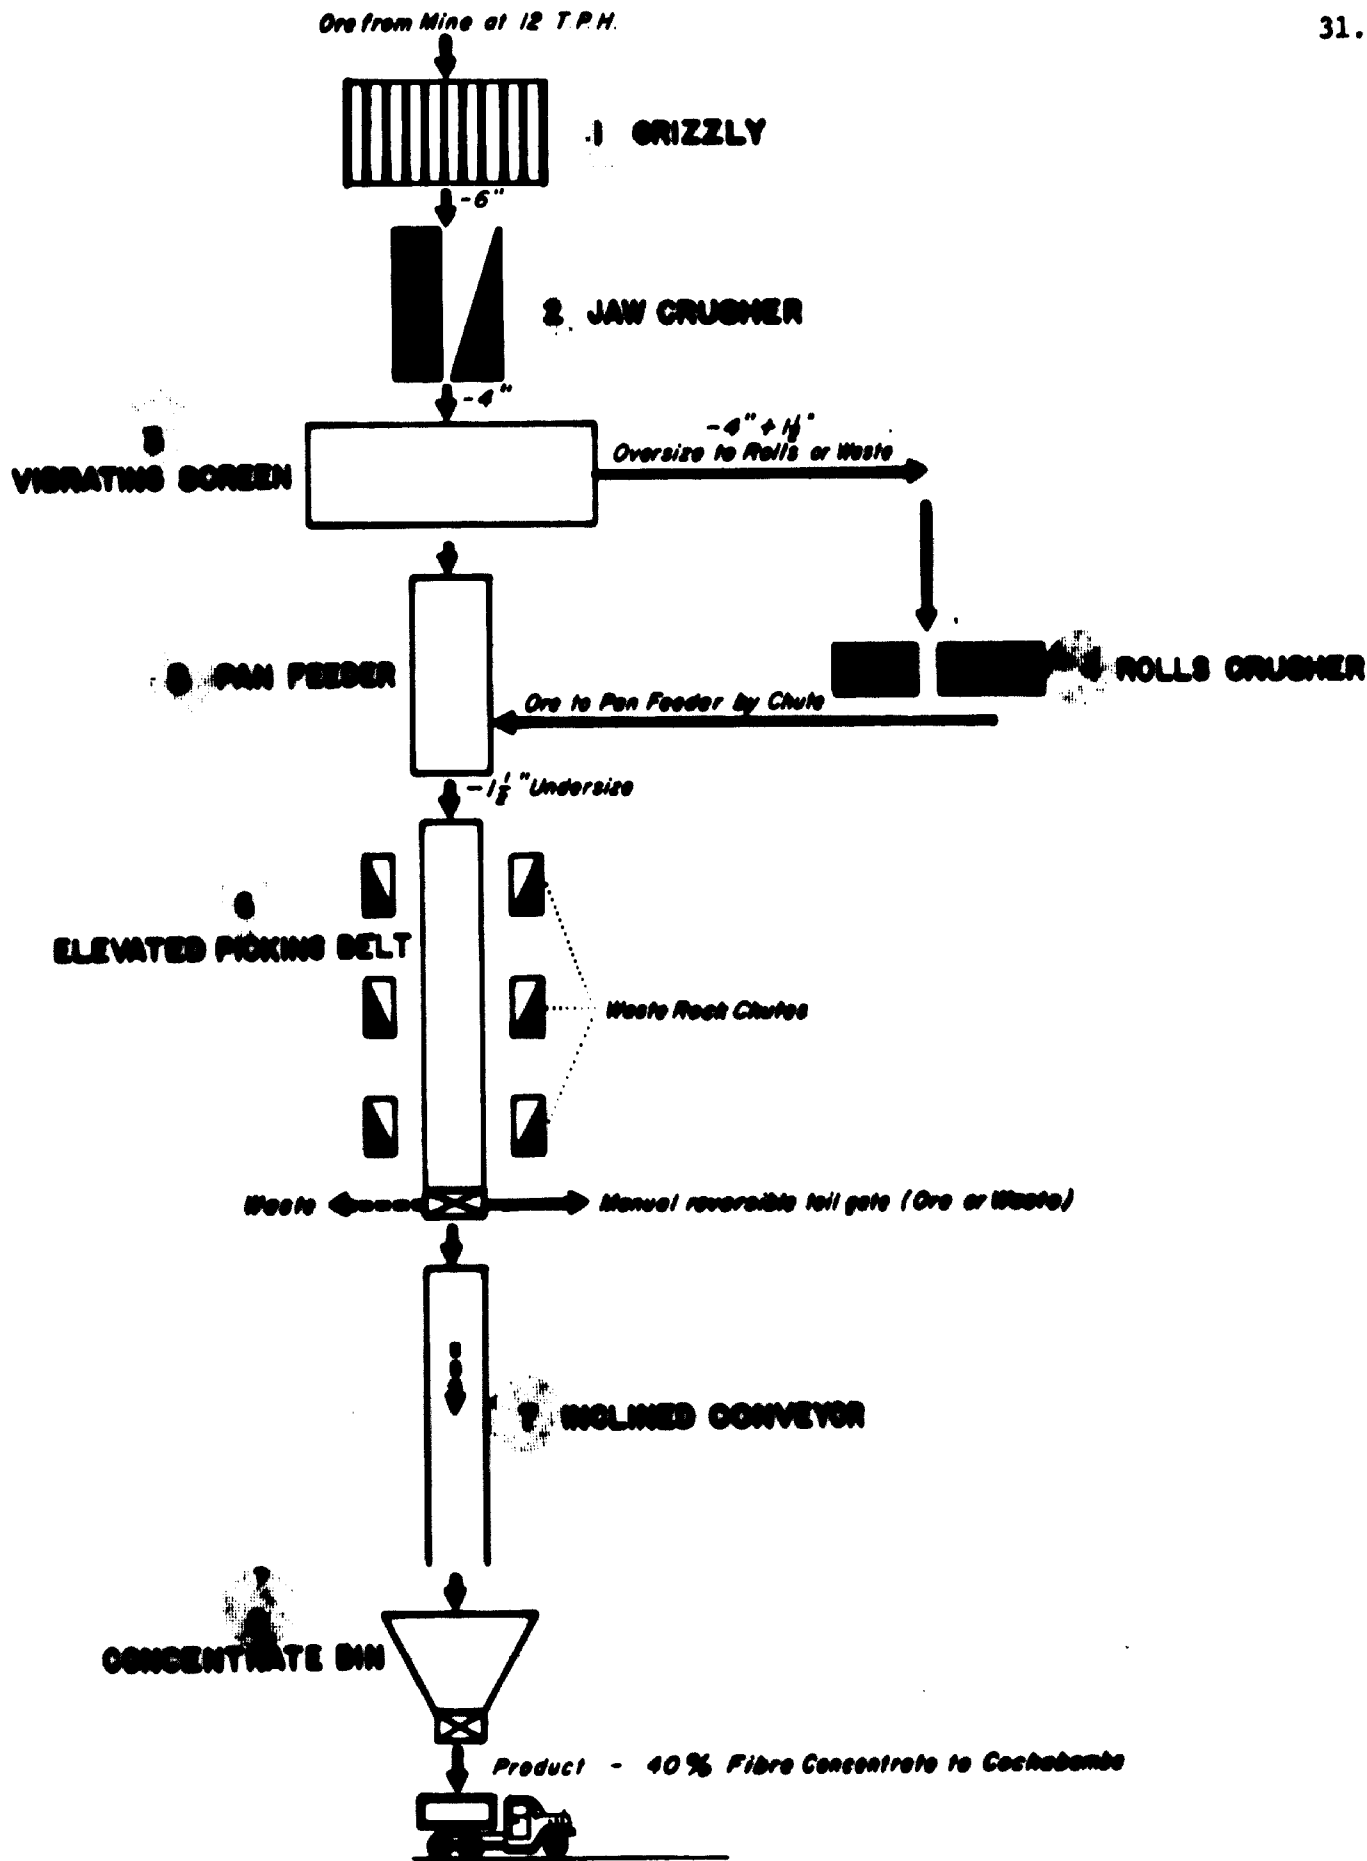 31.
Ore from Mine at 12 T.P.H.
1 GRIZZLY
-6"
2 JAW CRUSHER
-4"
-4" + 1½"
Oversize to Rolls or Waste
3
VIBRATING SCREEN
5 PAN FEEDER
4 ROLLS CRUSHER
Ore to Pan Feeder by Chute
-1½" Undersize
6
ELEVATED PICKING BELT
Waste Rock Chutes
Waste
Manual reversible tail gate (Ore or Waste)
7 INCLINED CONVEYOR
CONCENTRATE BIN
Product - 40% Fibre Concentrate to Cochabamba